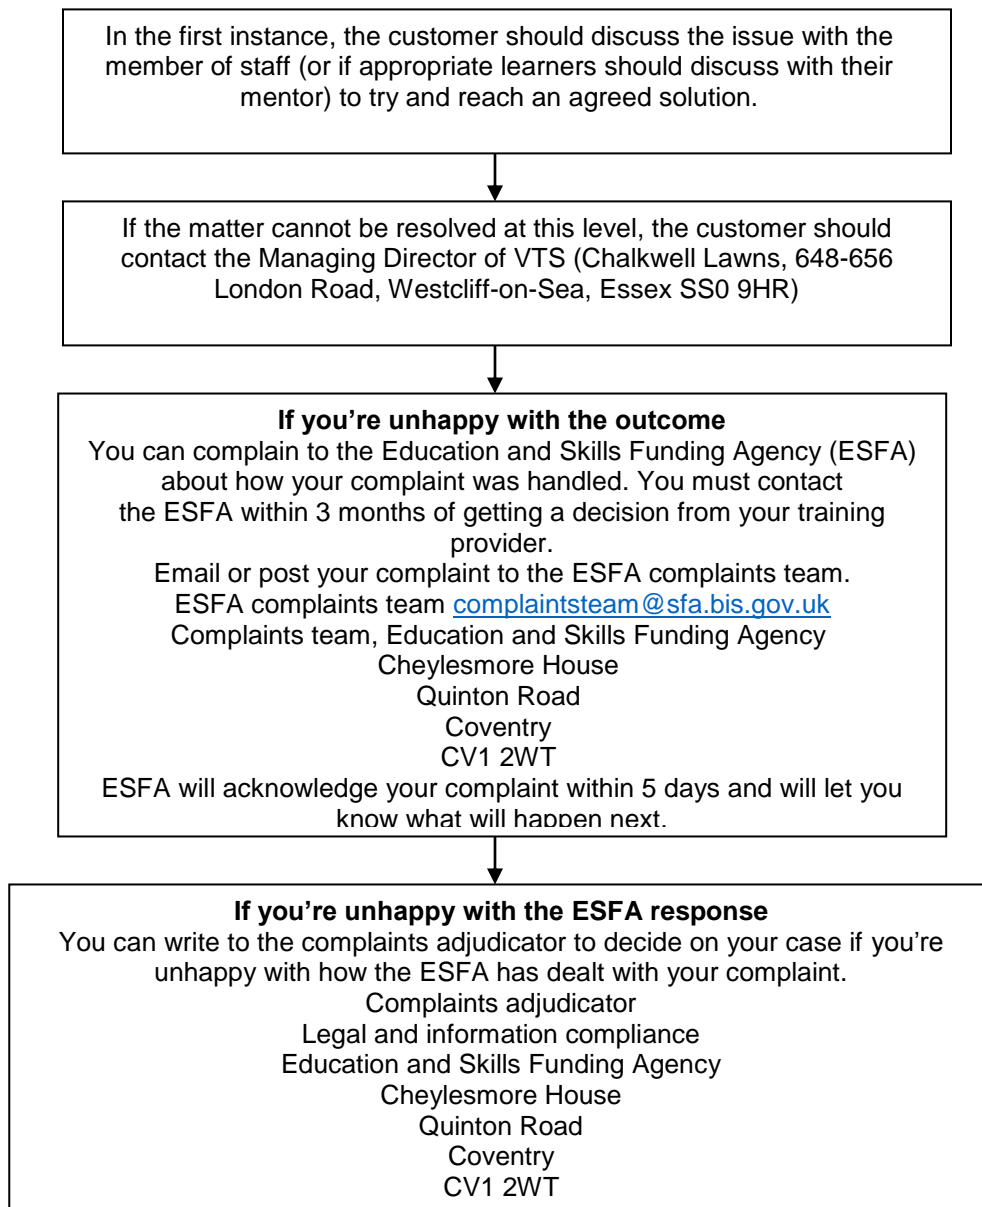 In the first instance, the customer should discuss the issue with the
member of staff (or if appropriate learners should discuss with their
mentor) to try and reach an agreed solution.
If the matter cannot be resolved at this level, the customer should
contact the Managing Director of VTS (Chalkwell Lawns, 648-656
London Road, Westcliff-on-Sea, Essex SS0 9HR)
If you’re unhappy with the outcome
You can complain to the Education and Skills Funding Agency (ESFA)
about how your complaint was handled. You must contact
the ESFA within 3 months of getting a decision from your training
provider.
Email or post your complaint to the ESFA complaints team.
ESFA complaints team complaintsteam@sfa.bis.gov.uk
Complaints team, Education and Skills Funding Agency
Cheylesmore House
Quinton Road
Coventry
CV1 2WT
ESFA will acknowledge your complaint within 5 days and will let you
know what will happen next.
If you’re unhappy with the ESFA response
You can write to the complaints adjudicator to decide on your case if you’re
unhappy with how the ESFA has dealt with your complaint.
Complaints adjudicator
Legal and information compliance
Education and Skills Funding Agency
Cheylesmore House
Quinton Road
Coventry
CV1 2WT